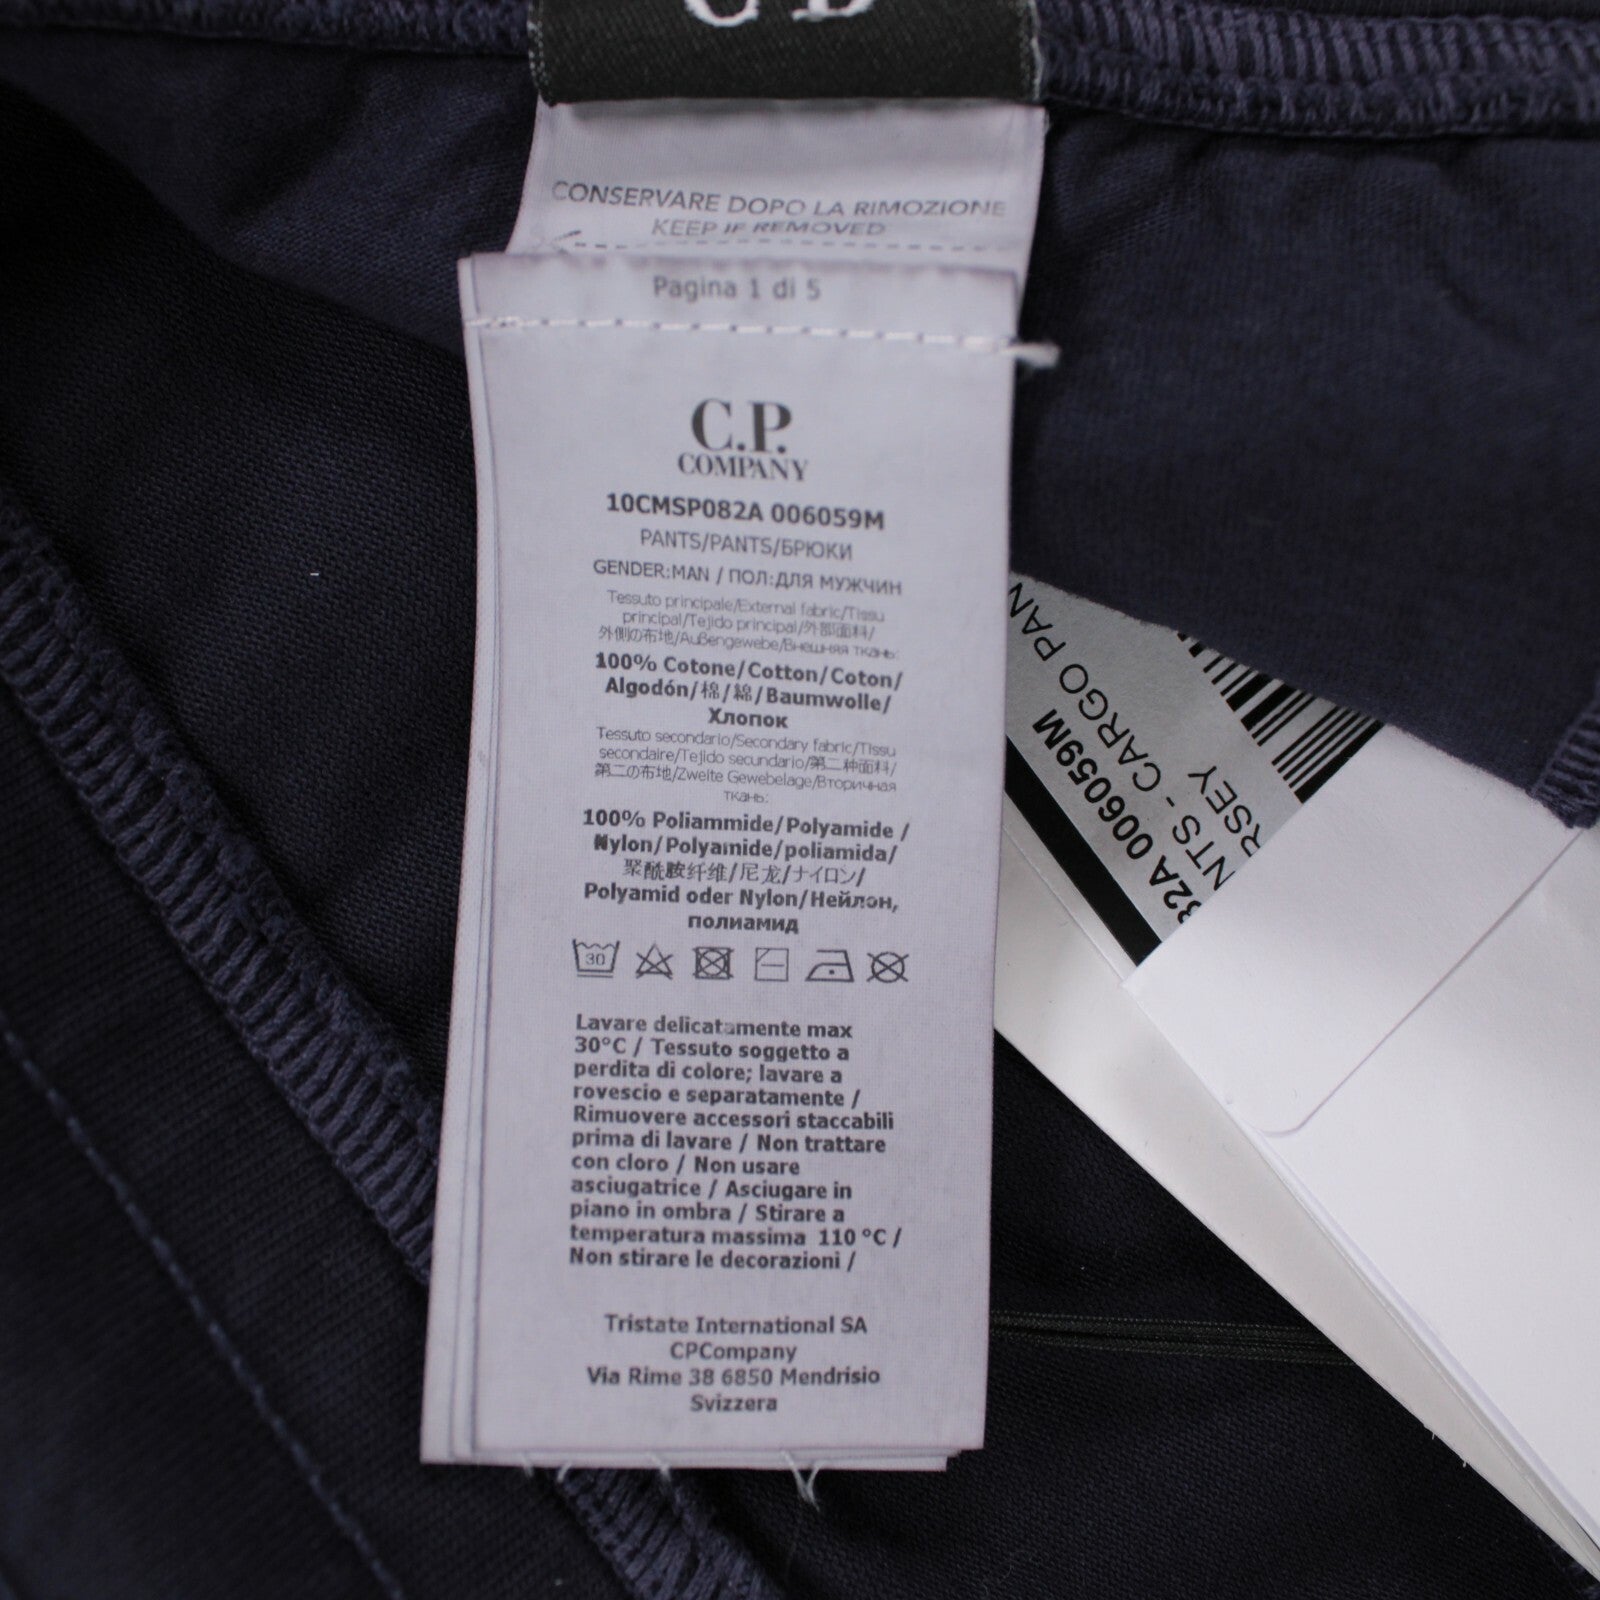 CONSERVARE DOPO LA RIMOZIONE
KEEP IF REMOVED
Pagina 1 di 5
C.P.
COMPANY
10CMSP082A 006059M
PANTS/PANTS/БРЮКИ
GENDER:MAN / ПОЛ:ДЛЯ МУЖЧИН
Tessuto principale/External fabric/Tissu
principal/Tejido principal/外部面料/
外側の布地/Außengewebe/Внешняя ткань:
100% Cotone/Cotton/Coton/
Algodón/棉/綿/Baumwolle/
Хлопок
Tessuto secondario/Secondary fabric/Tissu
secondaire/Tejido secundario/第二种面料/
第二の布地/Zweite Gewebelage/Вторичная
ткань:
100% Poliammide/Polyamide /
Nylon/Polyamide/poliamida/
聚酰胺纤维/尼龙/ナイロン/
Polyamid oder Nylon/Нейлон,
полиамид
30
Lavare delicatamente max
30°C / Tessuto soggetto a
perdita di colore; lavare a
rovescio e separatamente /
Rimuovere accessori staccabili
prima di lavare / Non trattare
con cloro / Non usare
asciugatrice / Asciugare in
piano in ombra / Stirare a
temperatura massima 110 °C /
Non stirare le decorazioni /
Tristate International SA
CPCompany
Via Rime 38 6850 Mendrisio
Svizzera
82A 006059M
NTS - CARGO PAN
RSEY